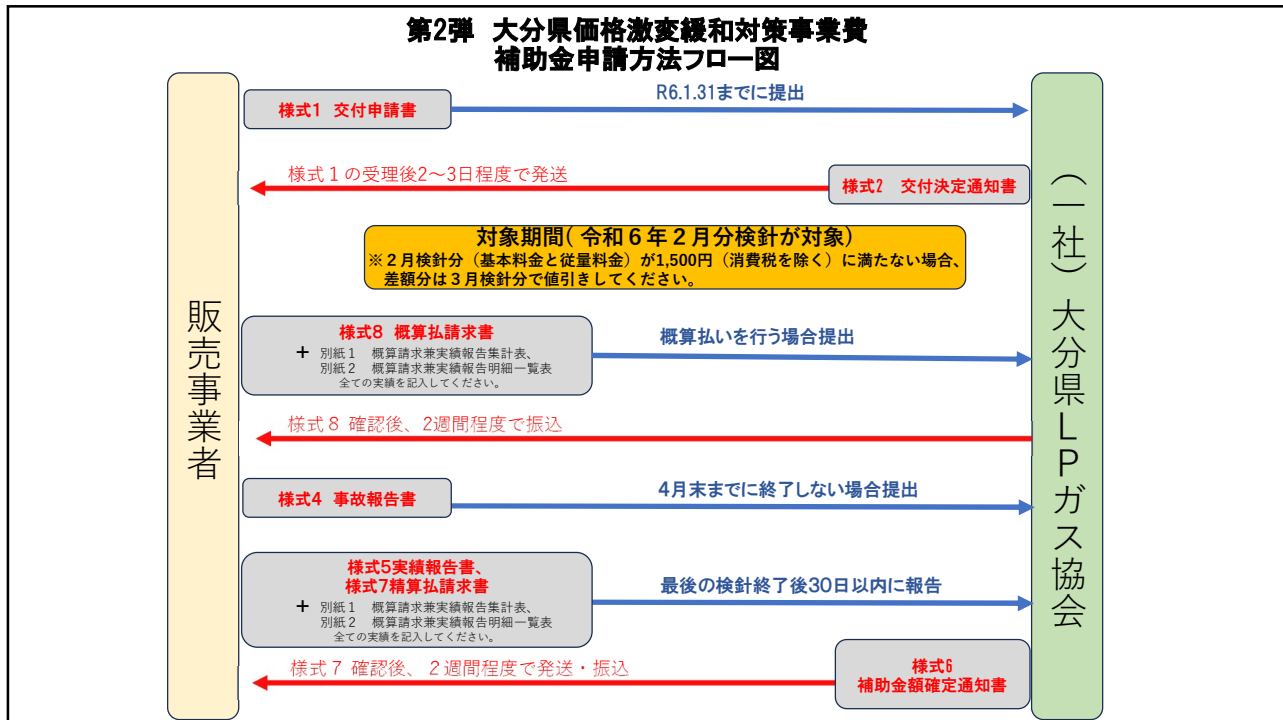 第2弾 大分県価格激変緩和対策事業費
補助金申請方法フロー図
販売事業者
(一社)大分県LPガス協会
様式1 交付申請書
R6.1.31までに提出
様式１の受理後2～3日程度で発送
様式2 交付決定通知書
対象期間( 令和６年２月分検針が対象)
※２月検針分（基本料金と従量料金）が1,500円（消費税を除く）に満たない場合、
差額分は３月検針分で値引きしてください。
様式8 概算払請求書
+ 別紙１ 概算請求兼実績報告集計表、
別紙２ 概算請求兼実績報告明細一覧表
全ての実績を記入してください。
概算払いを行う場合提出
様式８ 確認後、2週間程度で振込
様式4 事故報告書
4月末までに終了しない場合提出
様式5実績報告書、
様式7精算払請求書
+ 別紙１ 概算請求兼実績報告集計表、
別紙２ 概算請求兼実績報告明細一覧表
全ての実績を記入してください。
最後の検針終了後30日以内に報告
様式７ 確認後、２週間程度で発送・振込
様式6
補助金額確定通知書